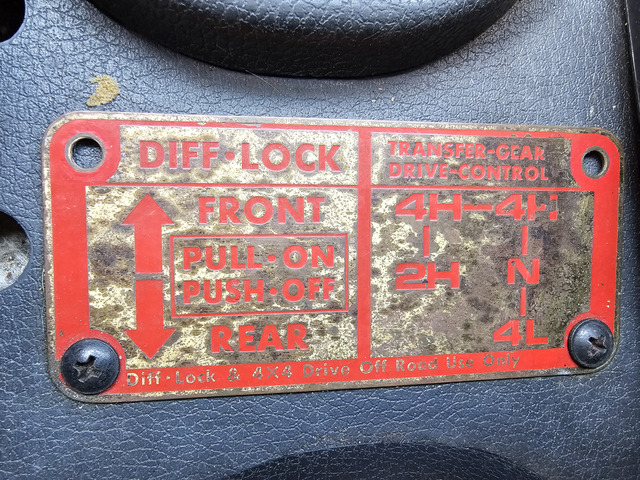 DIFF·LOCK
FRONT
PULL-ON
PUSH·OFF
REAR
TRANSFER-GEAR
DRIVE-CONTROL
4H-4H
2H N
4L
Diff·Lock & 4X4 Drive Off Road Use Only